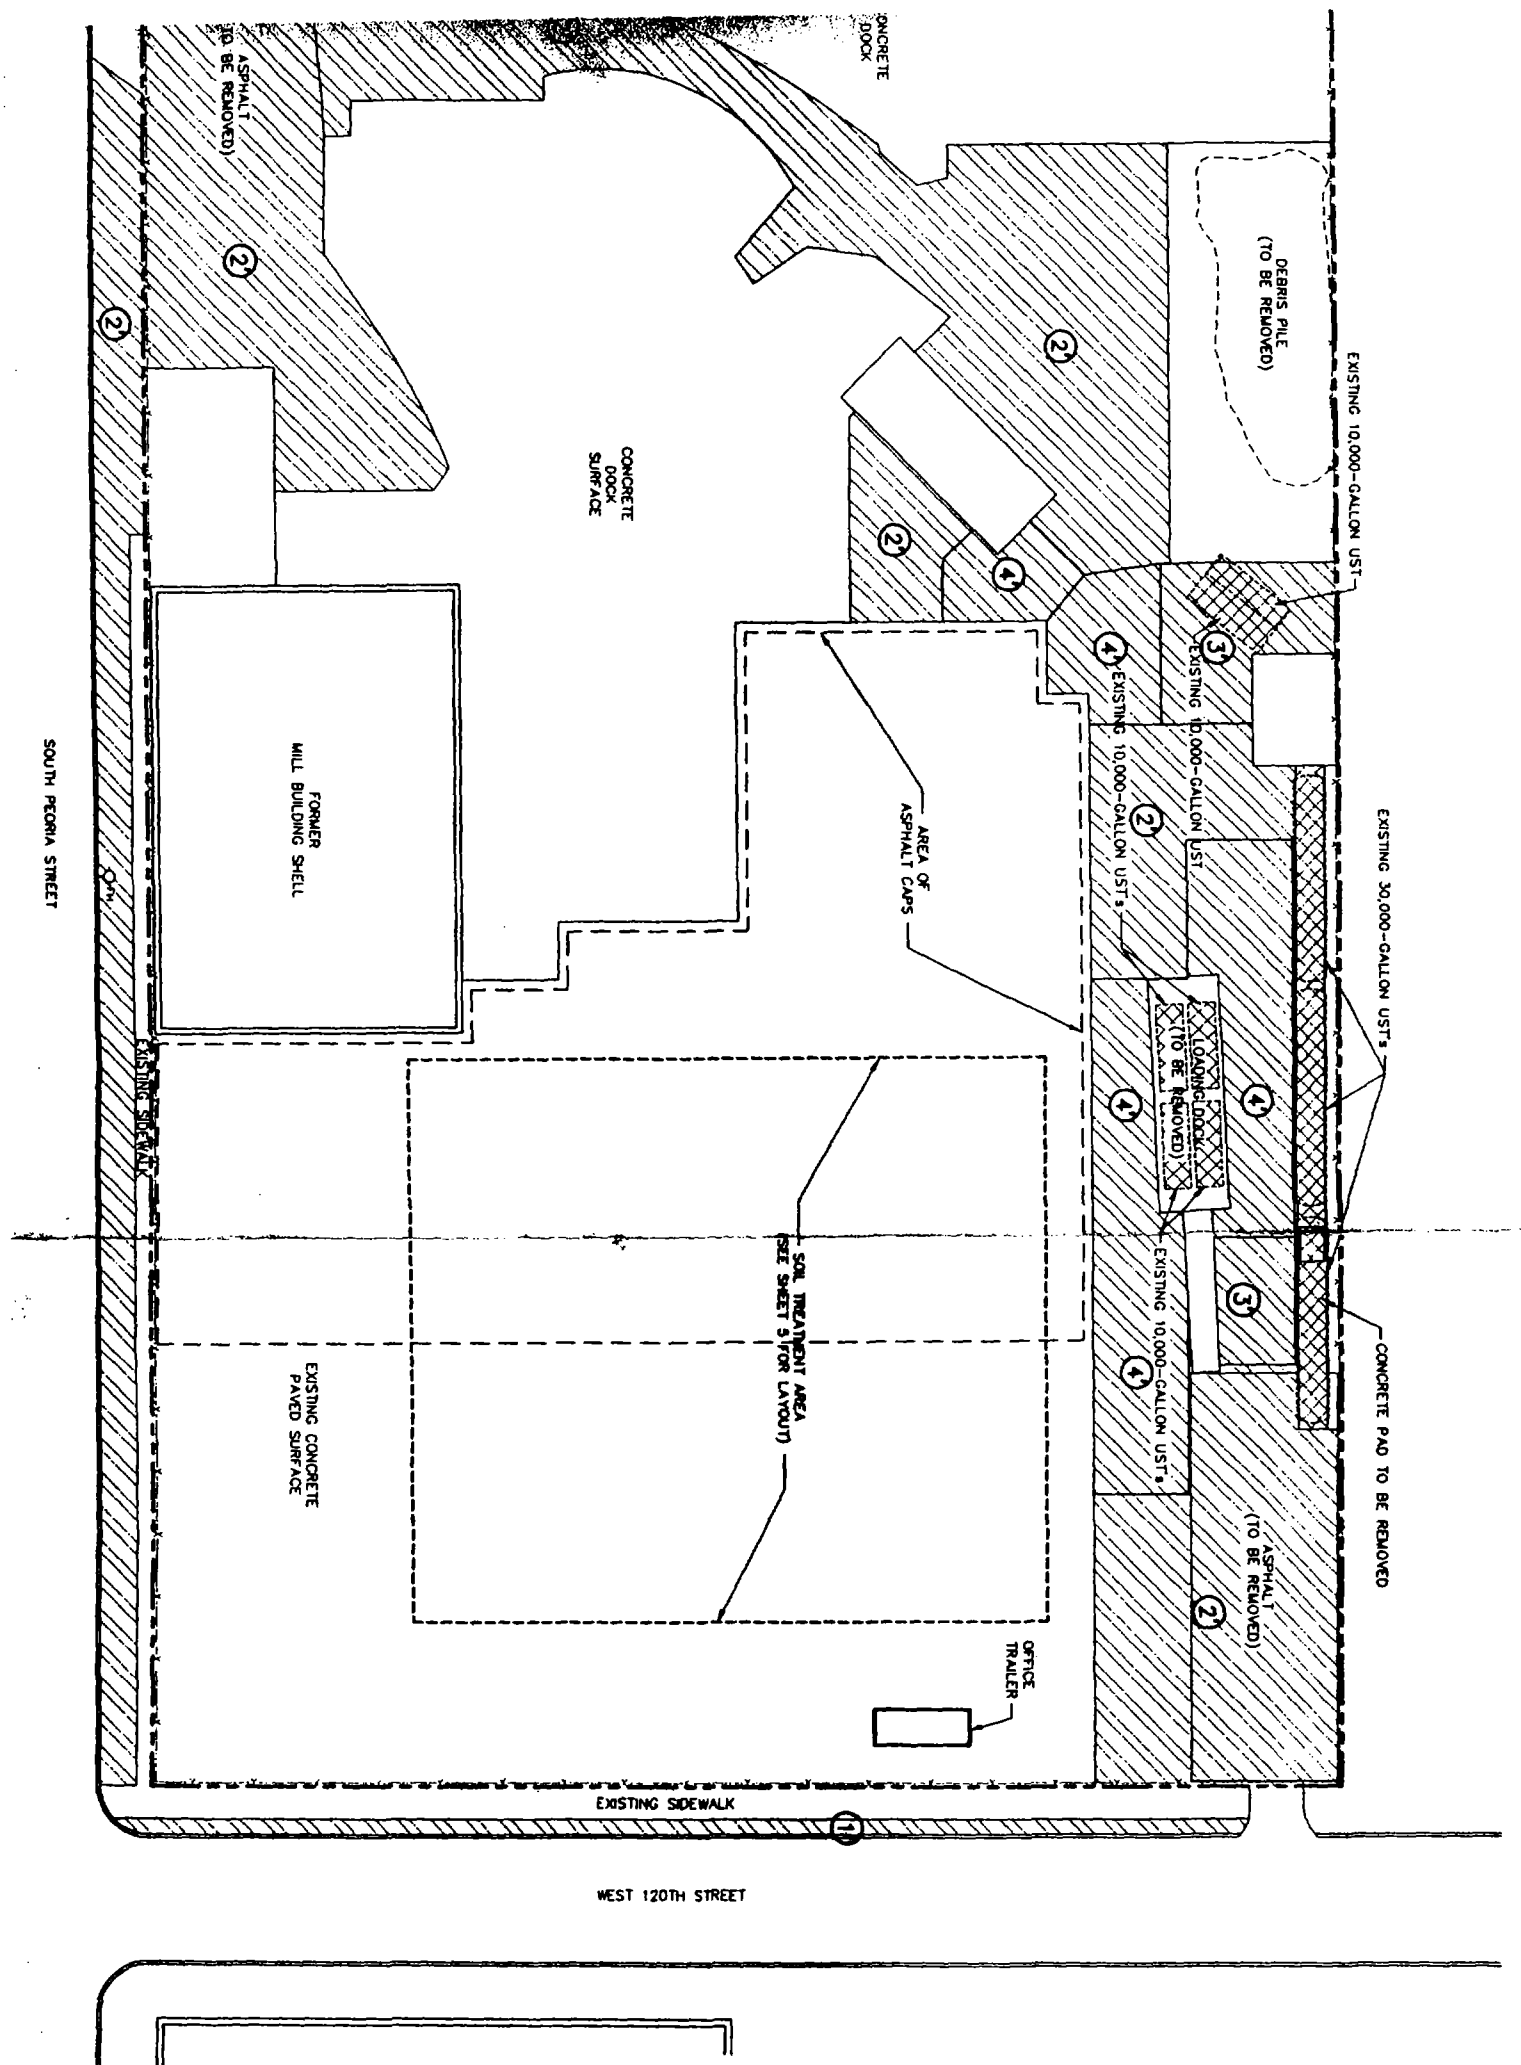 CONCRETE
DOCK
ASPHALT
(TO BE REMOVED)
2'
2'
2'
DEBRIS PILE
(TO BE REMOVED)
EXISTING 10,000-GALLON UST
CONCRETE
DOCK
SURFACE
2'
4'
4'
3'
EXISTING 10,000-GALLON UST
EXISTING 10,000-GALLON UST's
2'
EXISTING 30,000-GALLON UST's
AREA OF
ASPHALT CAPS
FORMER
MILL BUILDING SHELL
SOUTH PEORIA STREET
EXISTING SIDEWALK
LOADING DOCK
(TO BE REMOVED)
4'
4'
3'
4'
EXISTING 10,000-GALLON UST's
CONCRETE PAD TO BE REMOVED
SOIL TREATMENT AREA
(SEE SHEET 5 FOR LAYOUT)
EXISTING CONCRETE
PAVED SURFACE
ASPHALT
(TO BE REMOVED)
2'
OFFICE
TRAILER
EXISTING SIDEWALK
1'
WEST 120TH STREET